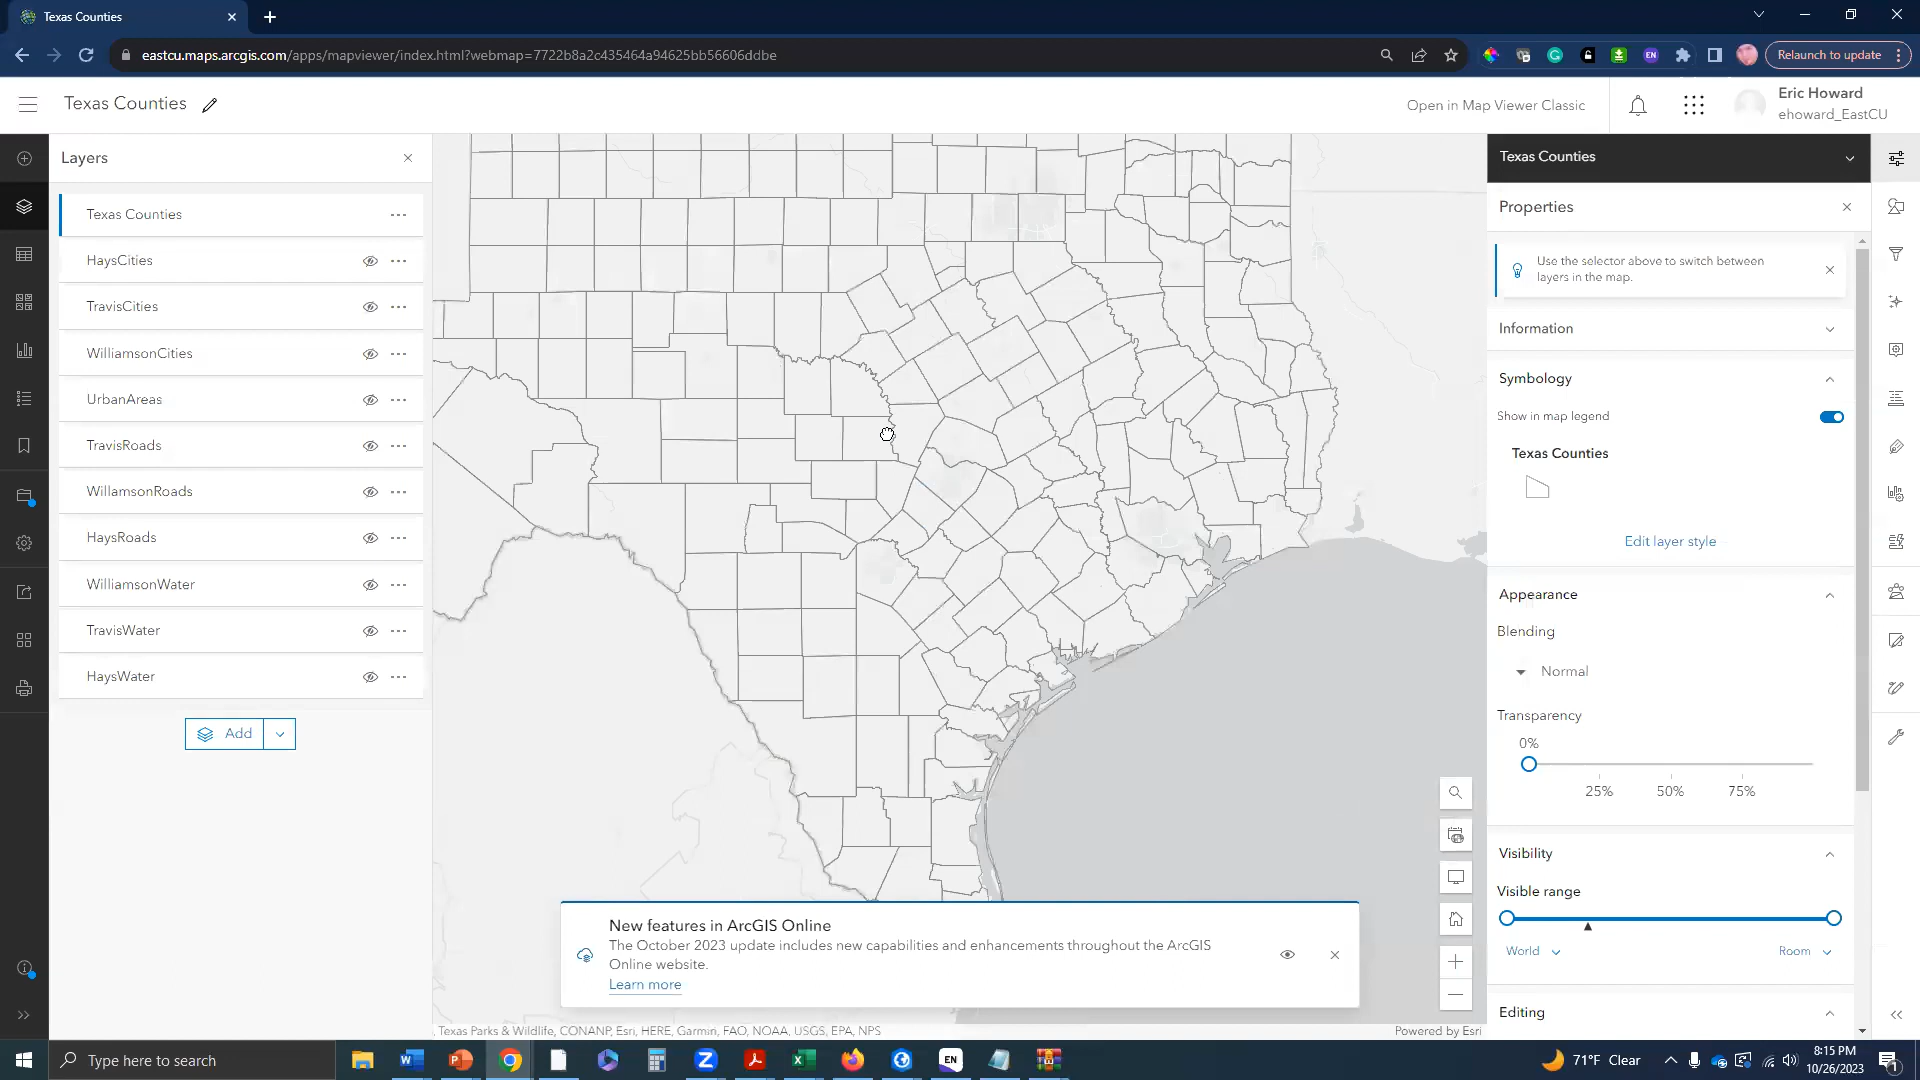 Texas Counties
eastcu.maps.arcgis.com/apps/mapviewer/index.html?webmap=7722b8a2c435464a94625bb56606ddbe
EN
Relaunch to update
Texas Counties
Open in Map Viewer Classic
Eric Howard
ehoward_EastCU
Layers
Texas Counties
HaysCities
TravisCities
WilliamsonCities
UrbanAreas
TravisRoads
WillamsonRoads
HaysRoads
WilliamsonWater
TravisWater
HaysWater
Add
Texas Counties
Properties
Use the selector above to switch between
layers in the map.
Information
Symbology
Show in map legend
Texas Counties
Edit layer style
Appearance
Blending
Normal
Transparency
0%
25% 50% 75%
Visibility
Visible range
World Room
Editing
New features in ArcGIS Online
The October 2023 update includes new capabilities and enhancements throughout the ArcGIS
Online website.
Learn more
, Texas Parks & Wildlife, CONANP, Esri, HERE, Garmin, FAO, NOAA, USGS, EPA, NPS
Powered by Esri
Type here to search
EN
71°F Clear
8:15 PM
10/26/2023
1